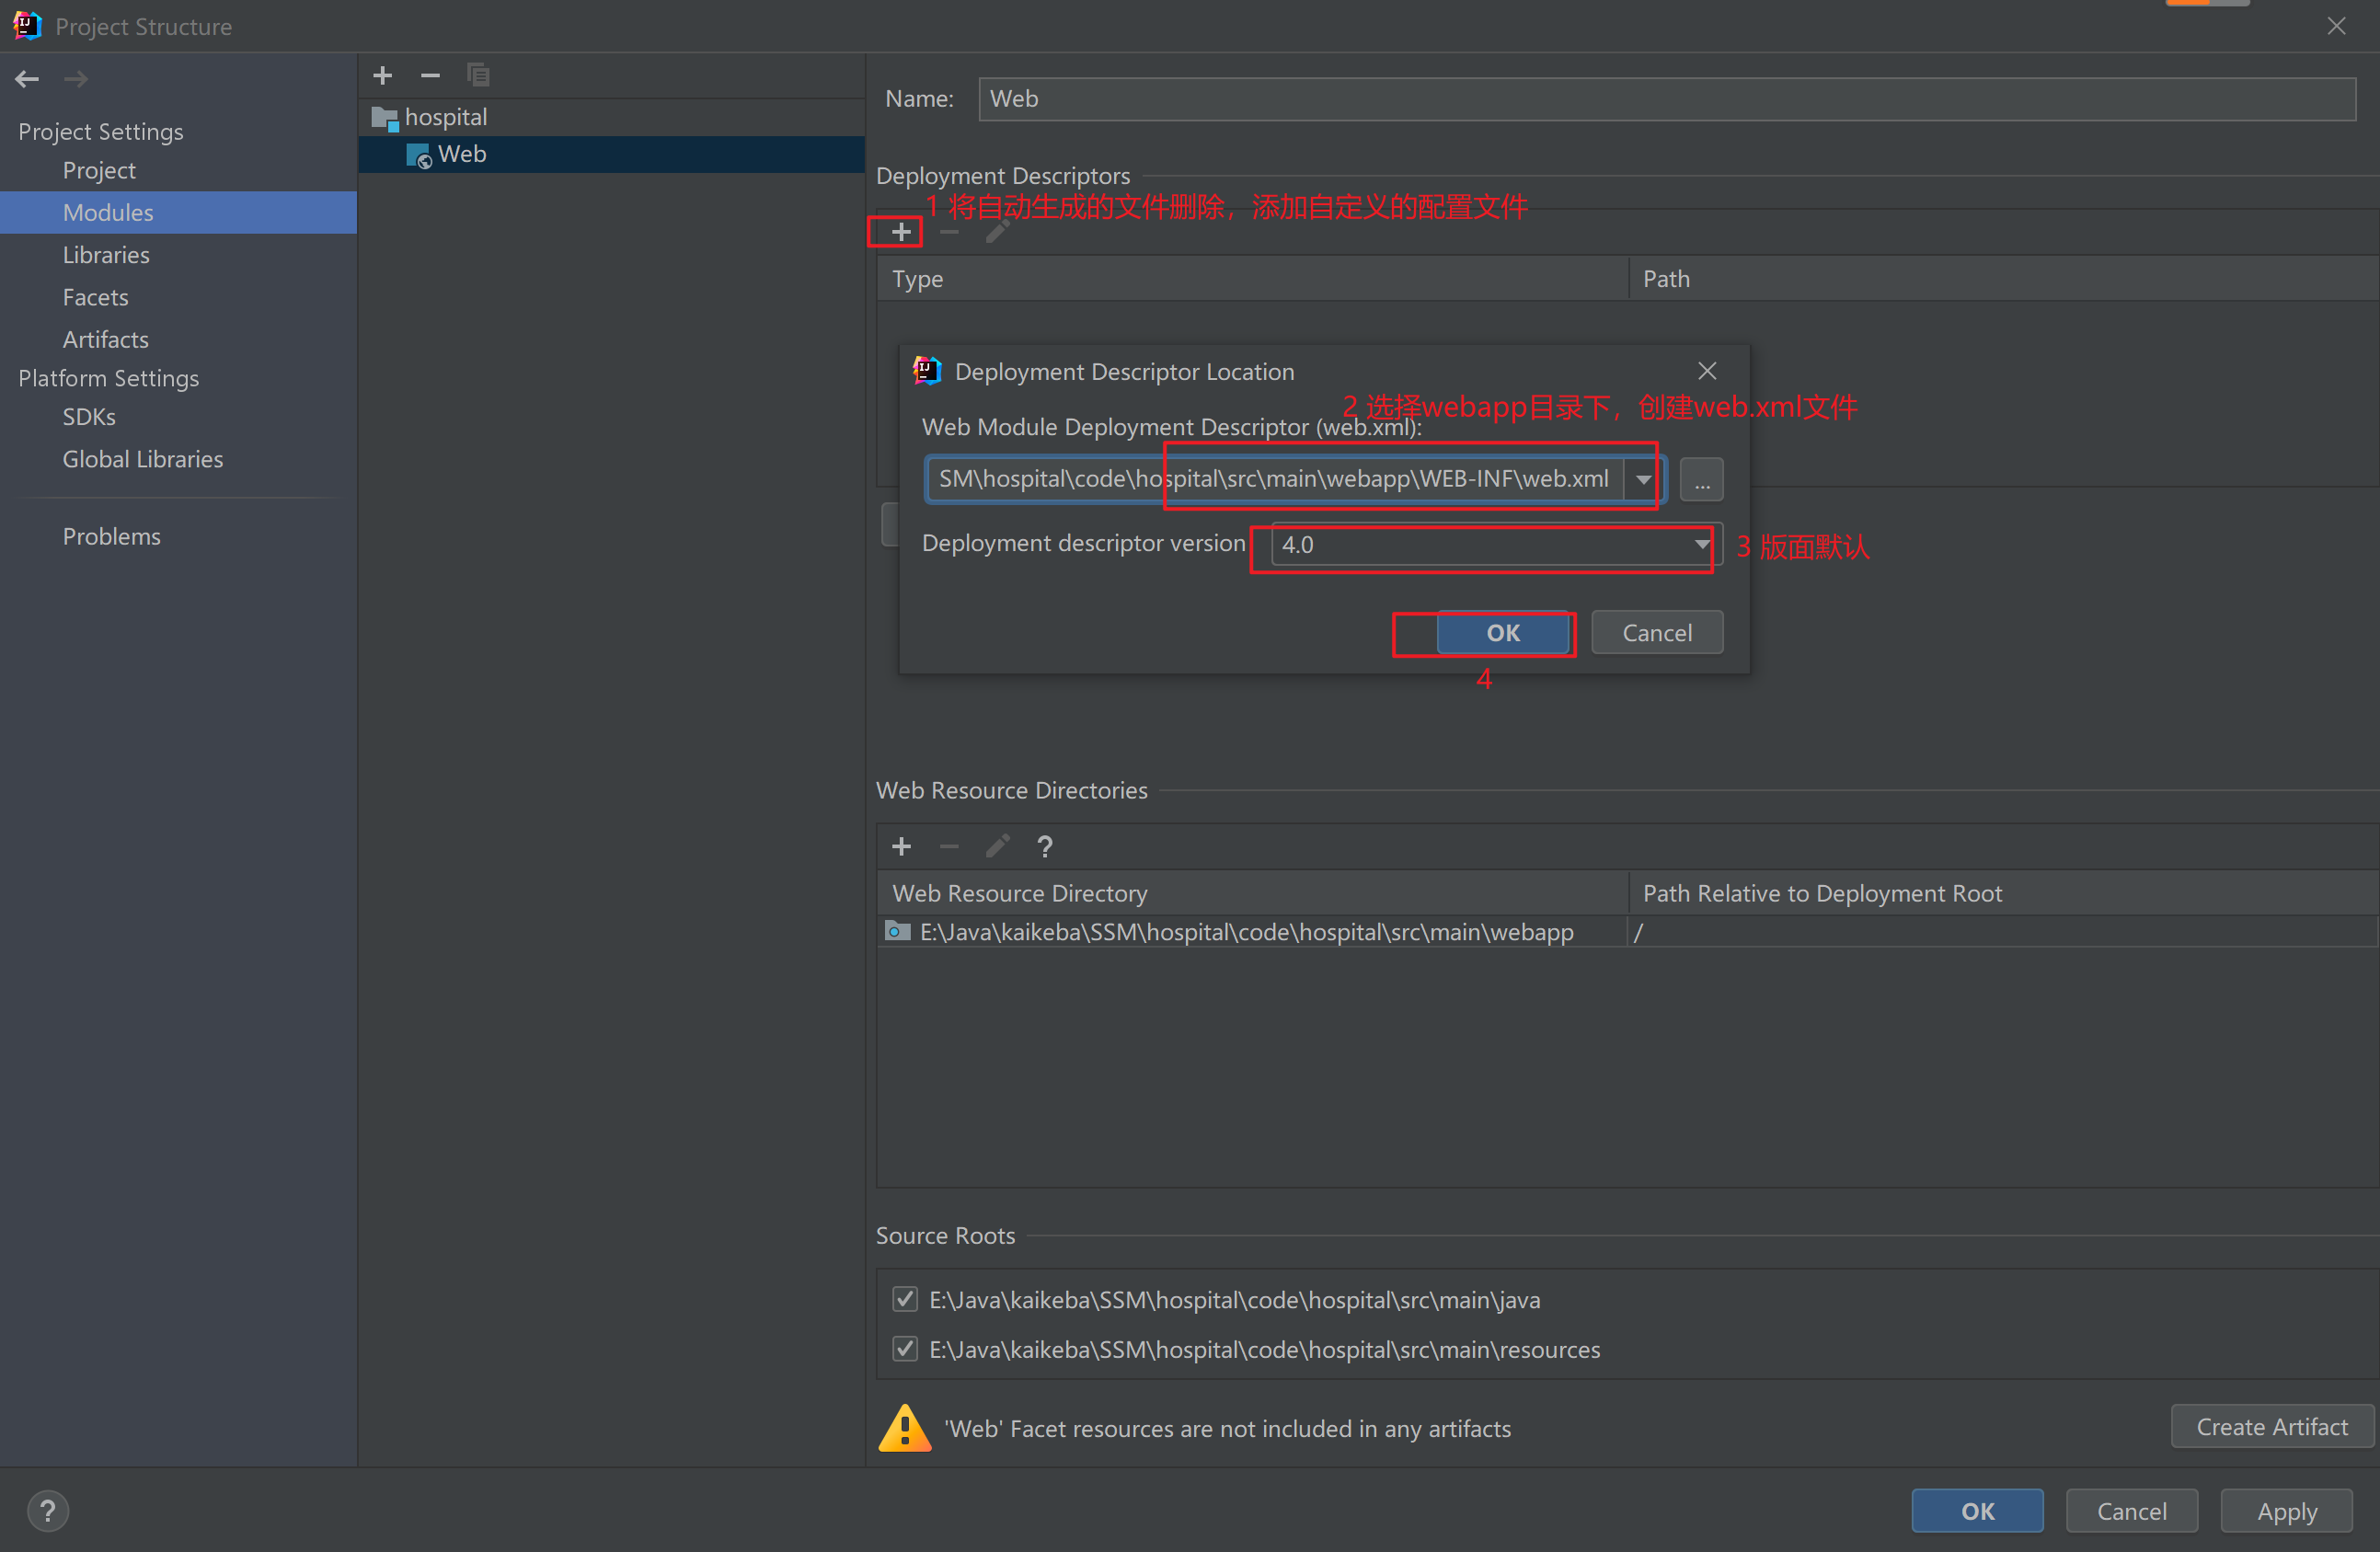 Project Structure
Project Settings
Project
Modules
Libraries
Facets
Artifacts
Platform Settings
SDKs
Global Libraries
Problems
hospital
Web
Name: Web
Deployment Descriptors
1 将自动生成的文件删除，添加自定义的配置文件
Type Path
Deployment Descriptor Location
2 选择webapp目录下，创建web.xml文件
Web Module Deployment Descriptor (web.xml):
SM\hospital\code\hospital\src\main\webapp\WEB-INF\web.xml ...
Deployment descriptor version 4.0 3 版面默认
OK Cancel
4
Web Resource Directories
?
Web Resource Directory Path Relative to Deployment Root
E:\Java\kaikeba\SSM\hospital\code\hospital\src\main\webapp /
Source Roots
E:\Java\kaikeba\SSM\hospital\code\hospital\src\main\java
E:\Java\kaikeba\SSM\hospital\code\hospital\src\main\resources
'Web' Facet resources are not included in any artifacts Create Artifact
? OK Cancel Apply